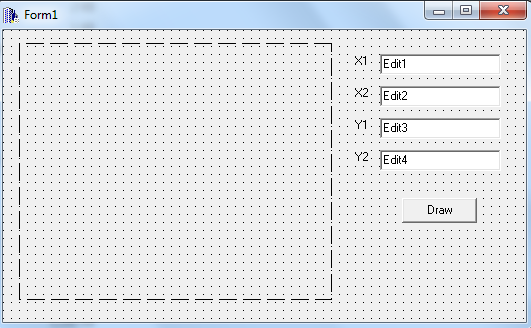 Form1
X1 Edit1
X2 Edit2
Y1 Edit3
Y2 Edit4
Draw